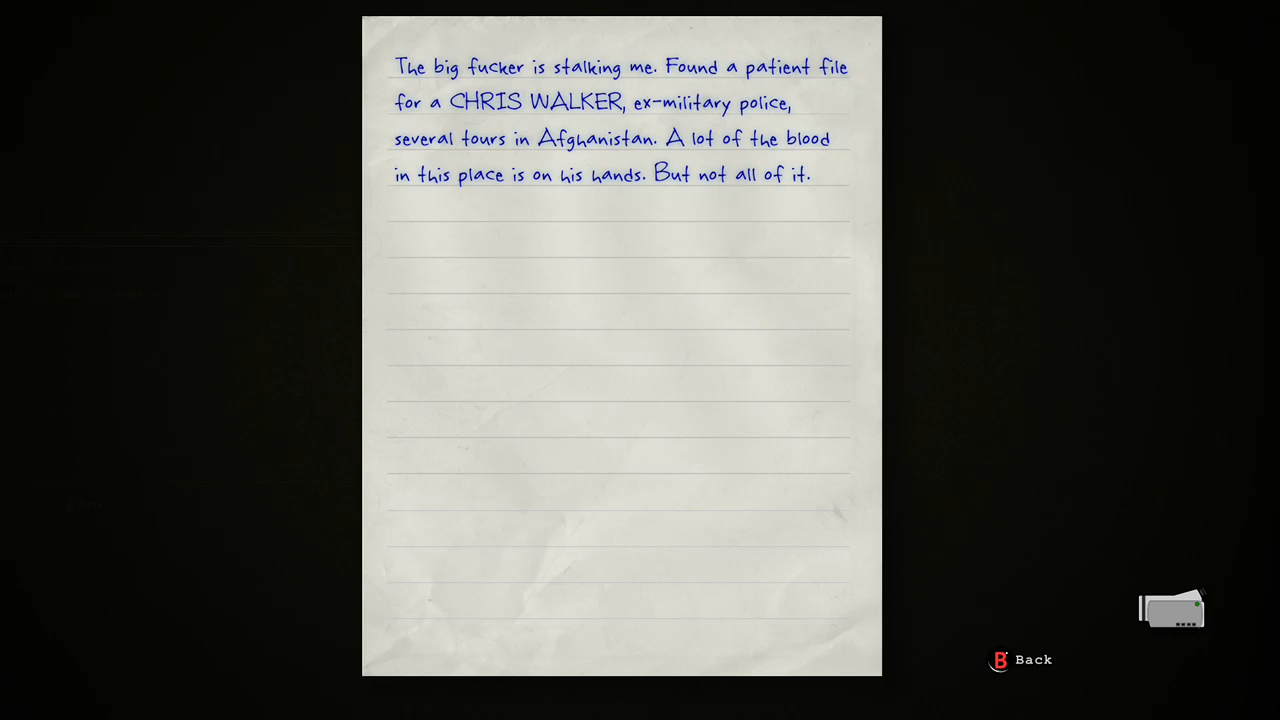 The big fucker is stalking me. Found a patient file
for a CHRIS WALKER, ex-military police,
several tours in Afghanistan. A lot of the blood
in this place is on his hands. But not all of it.
B Back